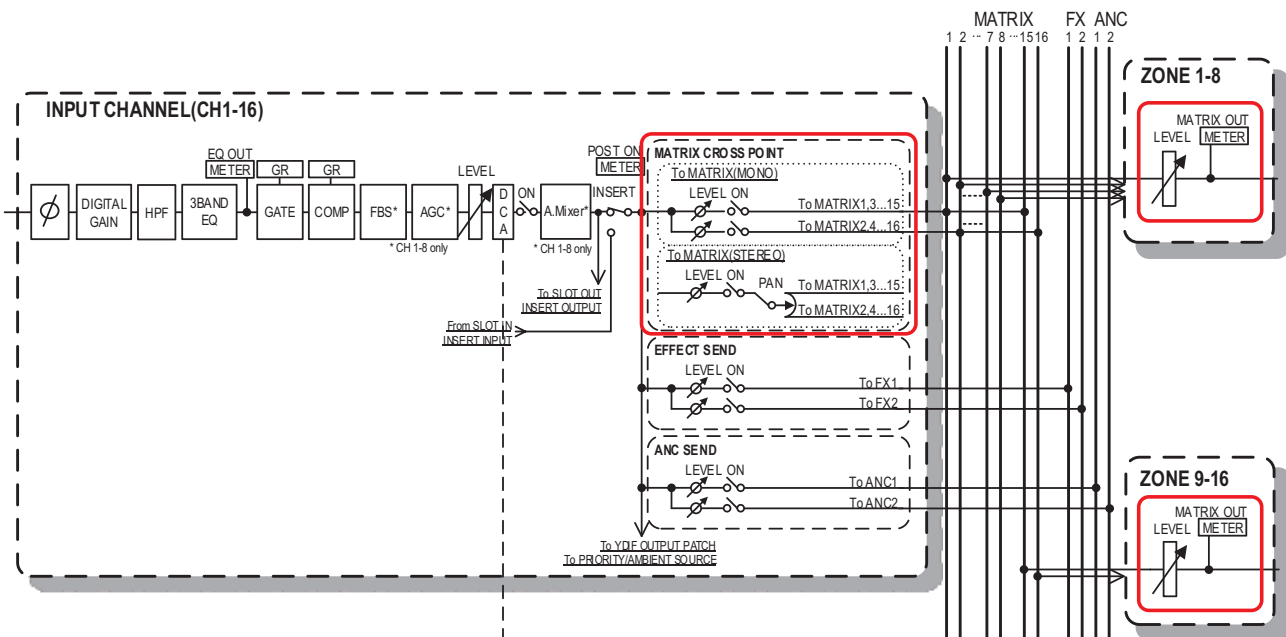 MATRIX FX ANC
1 2 ··· 7 8 ···15 16 1 2 1 2
INPUT CHANNEL(CH1-16)
EQ OUT
METER
GR
GR
LEVEL
POST ON
METER
ø
DIGITAL
GAIN
HPF
3BAND
EQ
GATE
COMP
FBS*
AGC*
* CH 1-8 only
D
C
A
ON
A.Mixer*
* CH 1-8 only
INSERT
To SLOT OUT
INSERT OUTPUT
From SLOT IN
INSERT INPUT
MATRIX CROSS POINT
To MATRIX(MONO)
LEVEL ON
To MATRIX1,3...15
To MATRIX2,4...16
To MATRIX(STEREO)
LEVEL ON
PAN
To MATRIX1,3...15
To MATRIX2,4...16
EFFECT SEND
LEVEL ON
To FX1
To FX2
ANC SEND
LEVEL ON
To ANC1
To ANC2
To YDIF OUTPUT PATCH
To PRIORITY/AMBIENT SOURCE
ZONE 1-8
MATRIX OUT
LEVEL
METER
ZONE 9-16
MATRIX OUT
LEVEL
METER